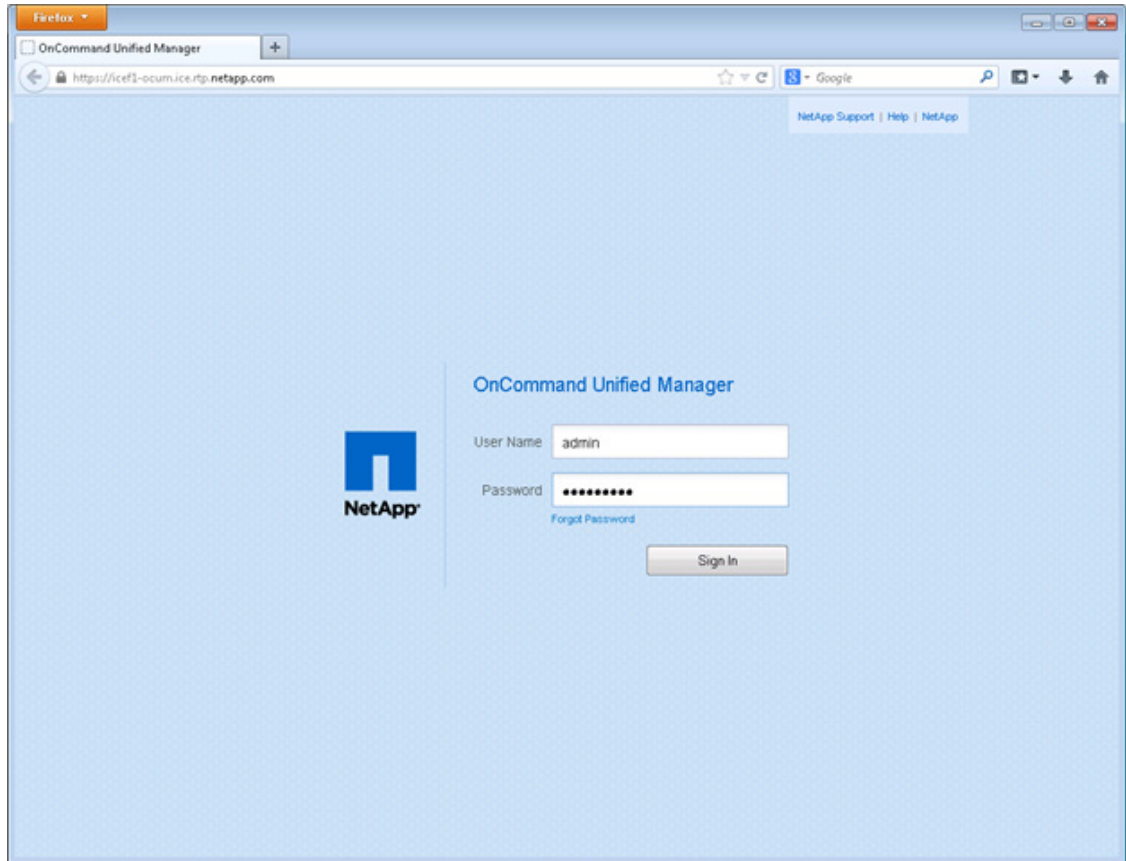 Firefox
OnCommand Unified Manager
https://icef1-ocum.ice.rtp.netapp.com
Google
NetApp Support | Help | NetApp
OnCommand Unified Manager
User Name admin
Password •••••••••
Forgot Password
Sign In
NetApp